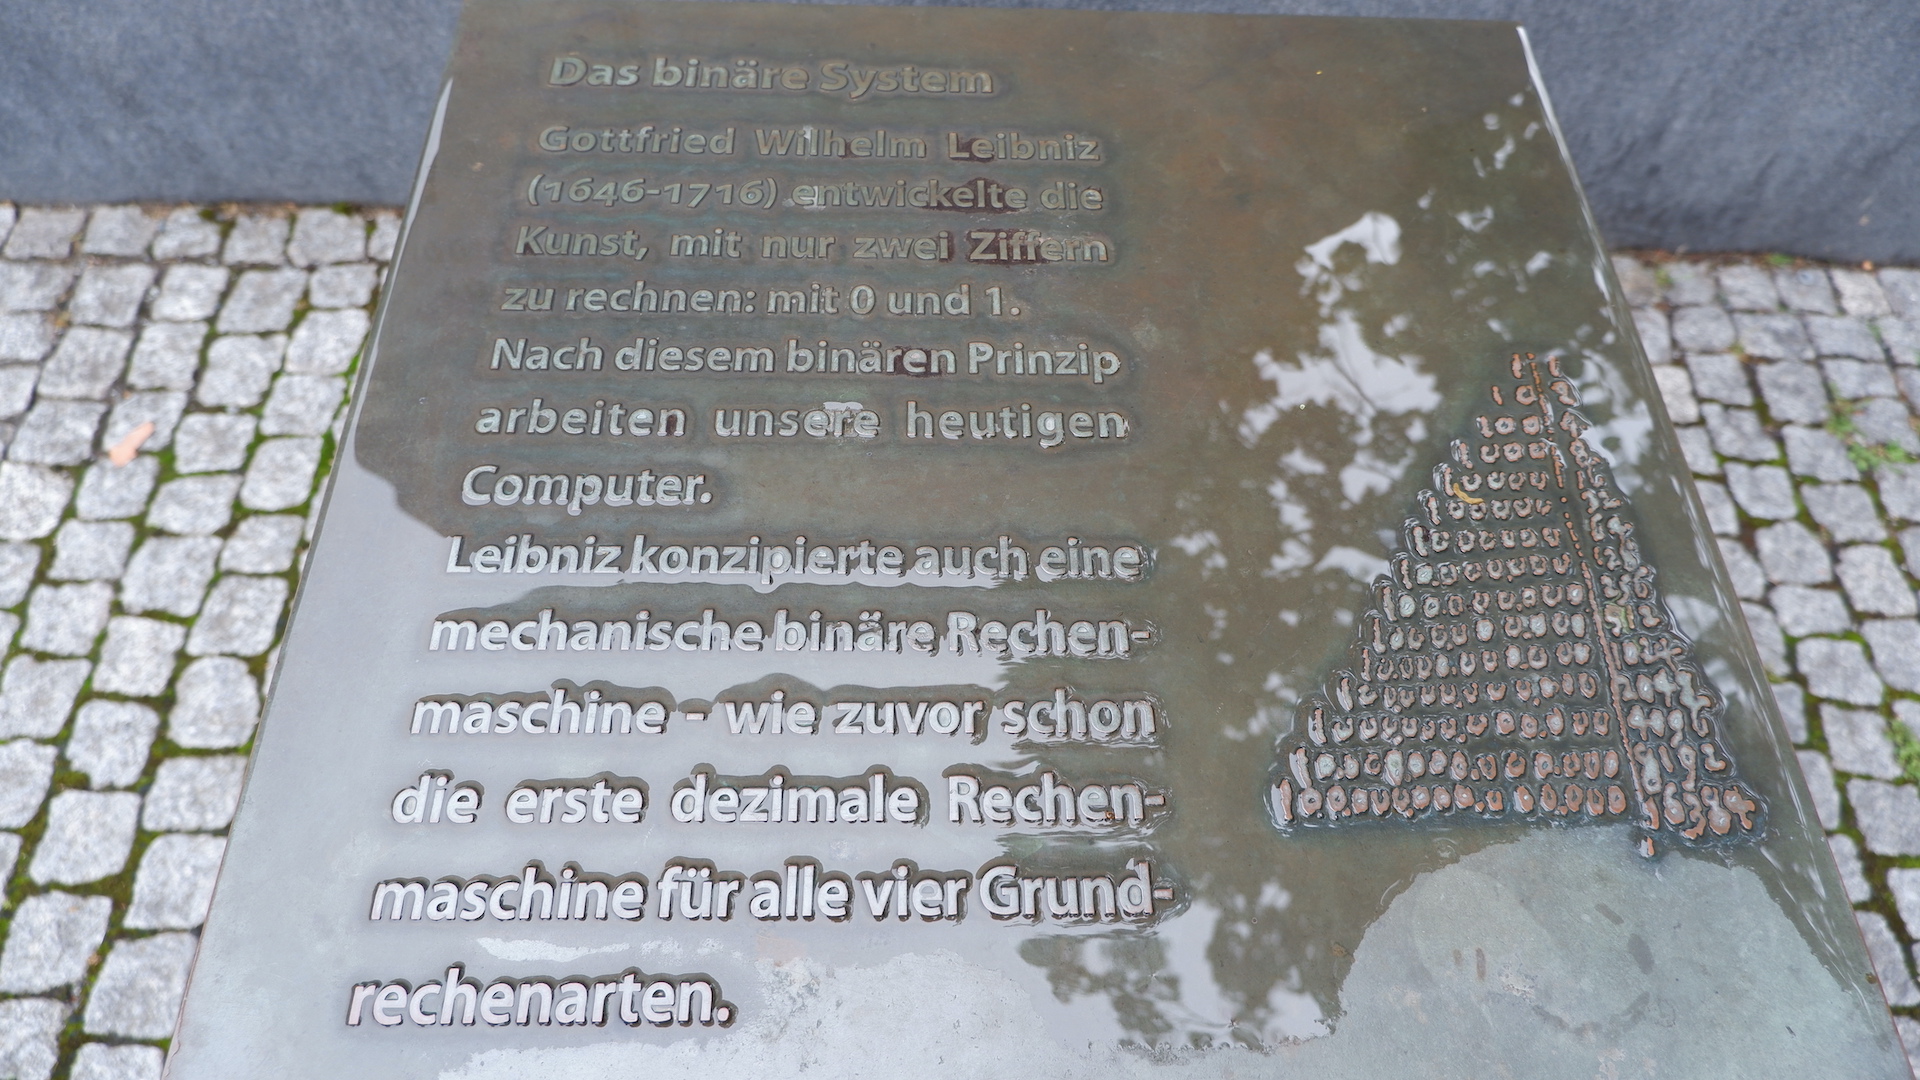 Das binäre System
Gottfried Wilhelm Leibniz
(1646-1716) entwickelte die
Kunst, mit nur zwei Ziffern
zu rechnen: mit 0 und 1.
Nach diesem binären Prinzip
arbeiten unsere heutigen
Computer.
Leibniz konzipierte auch eine
mechanische binäre Rechen-
maschine - wie zuvor schon
die erste dezimale Rechen-
maschine für alle vier Grund-
rechenarten.